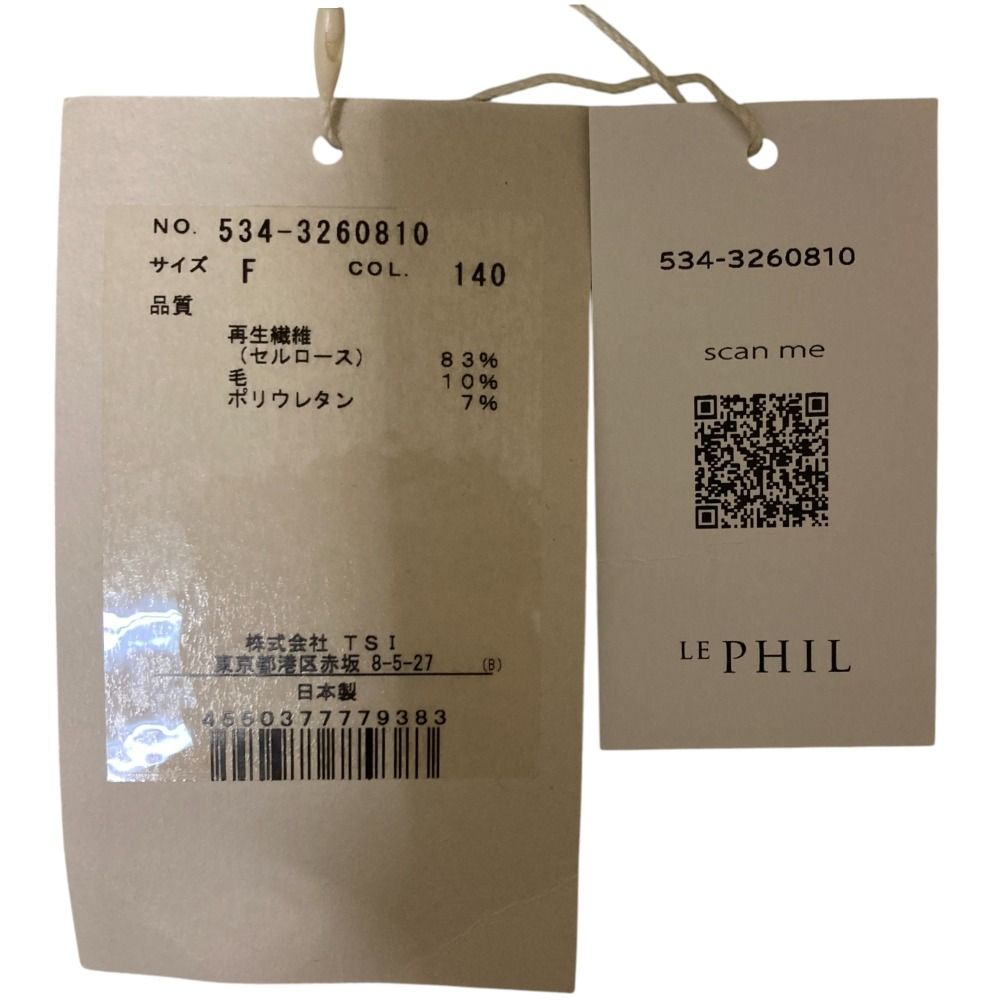 NO. 534-3260810
サイズ F COL. 140
品質
再生繊維
(セルロース) 83%
毛 10%
ポリウレタン 7%
株式会社 TSI
東京都港区赤坂 8-5-27 (B)
日本製
4550377779383
534-3260810
scan me
LE PHIL